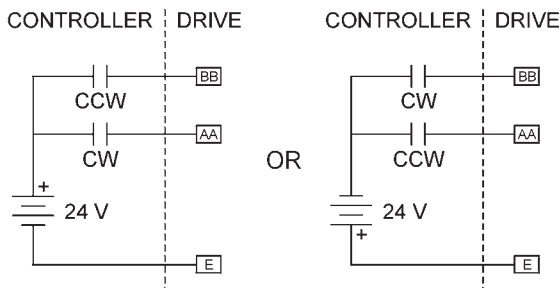 CONTROLLER DRIVE
BB
CCW
AA
CW
+
24 V
E
OR
CONTROLLER DRIVE
BB
CW
AA
CCW
24 V
+
E